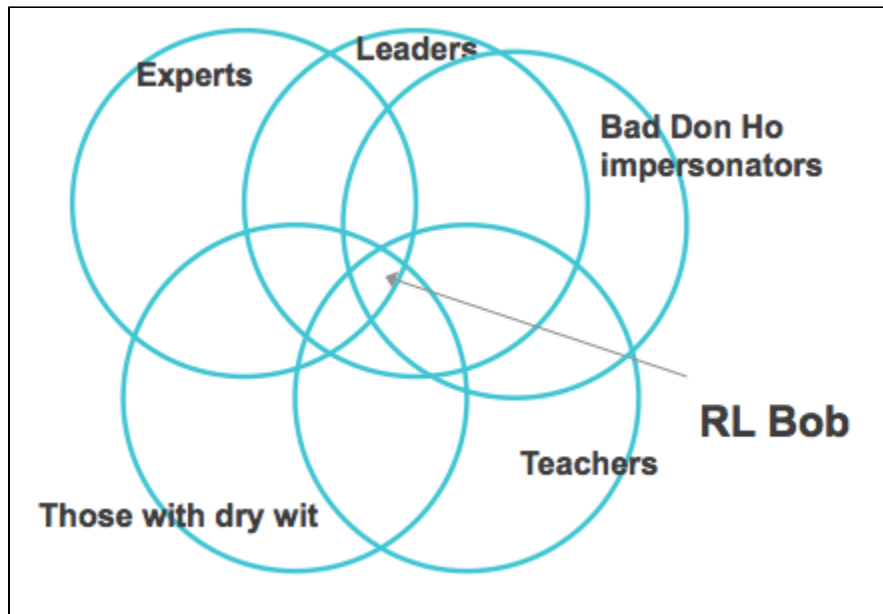 Leaders
Experts
Bad Don Ho
impersonators
RL Bob
Teachers
Those with dry wit